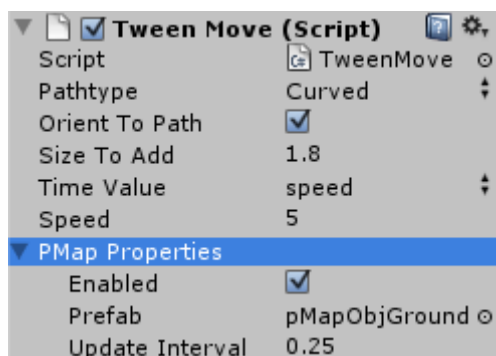 Tween Move (Script)
Script TweenMove
Pathtype Curved
Orient To Path
Size To Add 1.8
Time Value speed
Speed 5
PMap Properties
Enabled
Prefab pMapObjGround
Update Interval 0.25